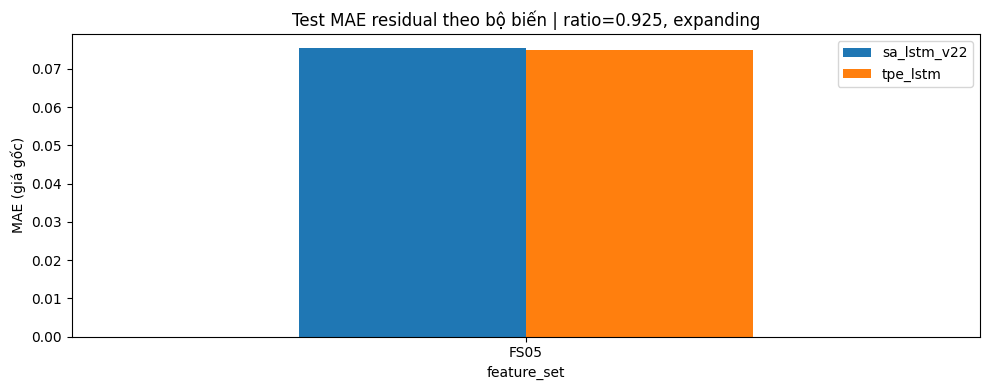 Test MAE residual theo bộ biến | ratio=0.925, expanding
sa_lstm_v22
tpe_lstm
MAE (giá gốc)
0.07
0.06
0.05
0.04
0.03
0.02
0.01
0.00
FS05
feature_set